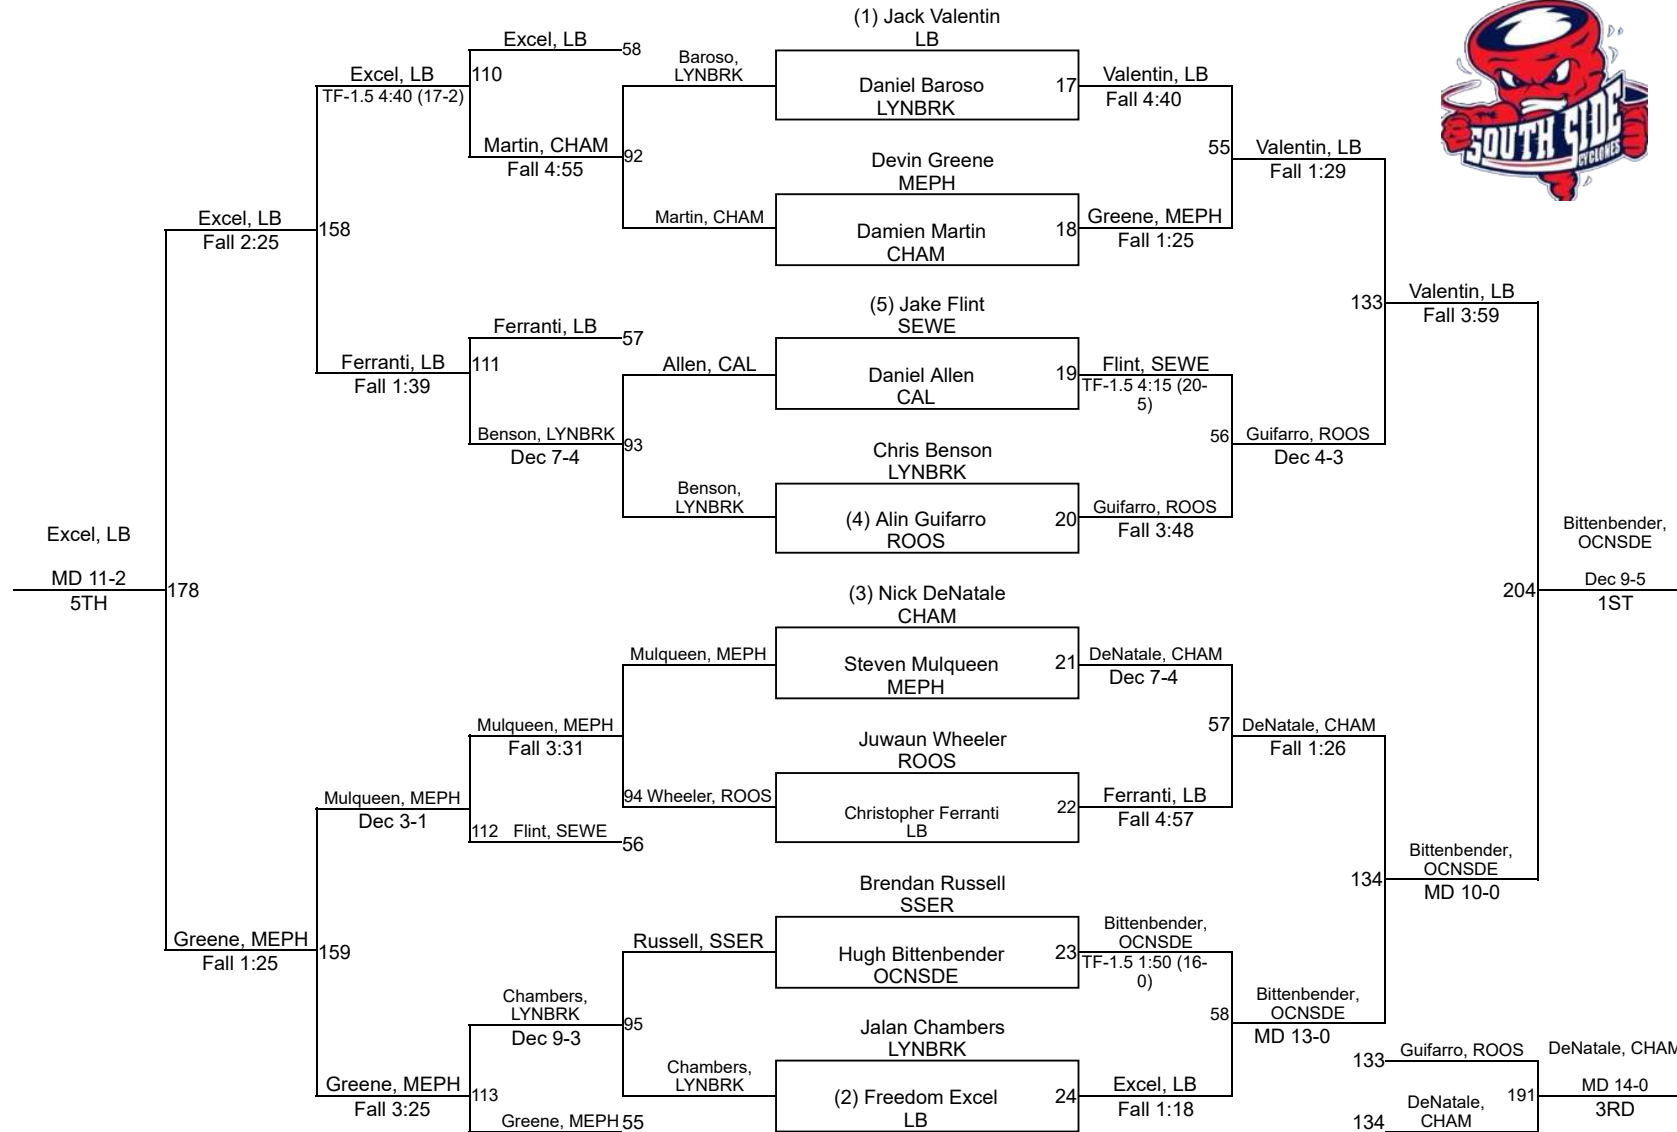 (1) Jack Valentin
LB
SOUTH SIDE
CYCLONES
Excel, LB
58
Baroso,
LYNBRK
Excel, LB
110
TF-1.5 4:40 (17-2)
Daniel Baroso
LYNBRK
17
Valentin, LB
Fall 4:40
Martin, CHAM
92
Fall 4:55
Devin Greene
MEPH
55
Valentin, LB
Fall 1:29
Excel, LB
Fall 2:25
158
Martin, CHAM
Damien Martin
CHAM
18
Greene, MEPH
Fall 1:25
(5) Jake Flint
SEWE
133
Valentin, LB
Fall 3:59
Ferranti, LB
57
Ferranti, LB
111
Fall 1:39
Allen, CAL
Daniel Allen
CAL
19
Flint, SEWE
TF-1.5 4:15 (20-
5)
Benson, LYNBRK
93
Dec 7-4
Chris Benson
LYNBRK
56
Guifarro, ROOS
Dec 4-3
Benson,
LYNBRK
(4) Alin Guifarro
ROOS
20
Guifarro, ROOS
Fall 3:48
Excel, LB
MD 11-2
5TH
178
Bittenbender,
OCNSDE
204
Dec 9-5
1ST
(3) Nick DeNatale
CHAM
Mulqueen, MEPH
Steven Mulqueen
MEPH
21
DeNatale, CHAM
Dec 7-4
Mulqueen, MEPH
Fall 3:31
Juwaun Wheeler
ROOS
57
DeNatale, CHAM
Fall 1:26
Mulqueen, MEPH
Dec 3-1
94 Wheeler, ROOS
Christopher Ferranti
LB
22
Ferranti, LB
Fall 4:57
112 Flint, SEWE
56
Brendan Russell
SSER
134
Bittenbender,
OCNSDE
MD 10-0
Greene, MEPH
Fall 1:25
159
Russell, SSER
Hugh Bittenbender
OCNSDE
23
Bittenbender,
OCNSDE
TF-1.5 1:50 (16-
0)
Chambers,
LYNBRK
95
Dec 9-3
Jalan Chambers
LYNBRK
58
Bittenbender,
OCNSDE
MD 13-0
Greene, MEPH
Fall 3:25
113
Chambers,
LYNBRK
(2) Freedom Excel
LB
24
Excel, LB
Fall 1:18
Greene, MEPH
55
133
Guifarro, ROOS
DeNatale, CHAM
191
MD 14-0
3RD
134
DeNatale,
CHAM